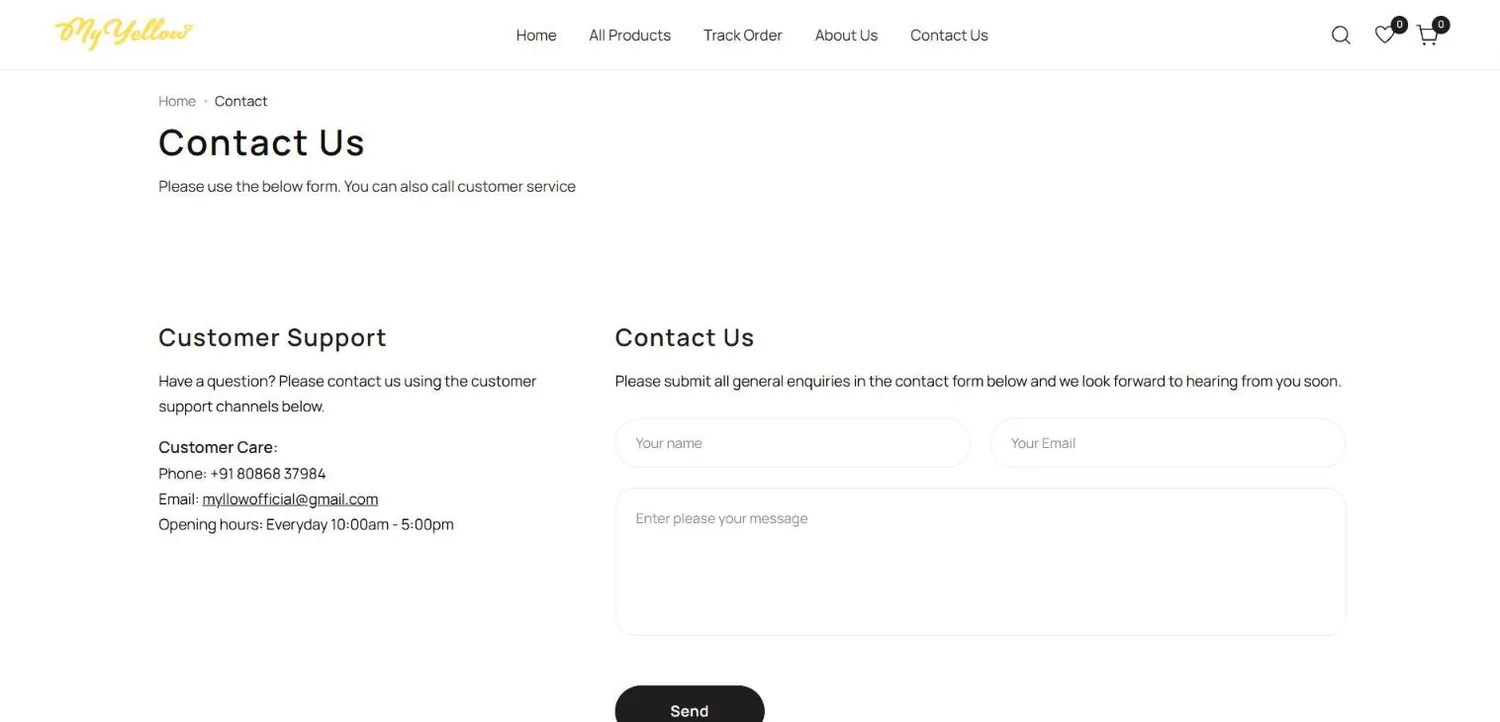 My Yellow
Home
All Products
Track Order
About Us
Contact Us
0
0
Home • Contact
Contact Us
Please use the below form. You can also call customer service
Customer Support
Have a question? Please contact us using the customer
support channels below.
Customer Care:
Phone: +91 80868 37984
Email: myllowofficial@gmail.com
Opening hours: Everyday 10:00am - 5:00pm
Contact Us
Please submit all general enquiries in the contact form below and we look forward to hearing from you soon.
Your name
Your Email
Enter please your message
Send